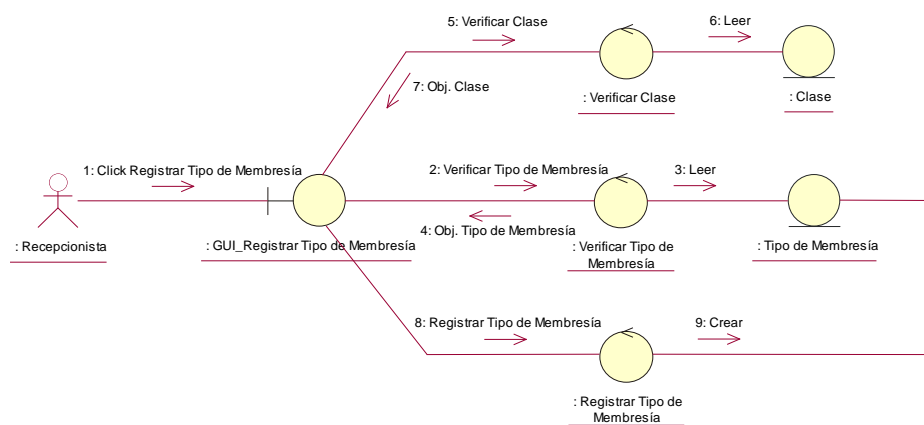 5: Verificar Clase
6: Leer
7: Obj. Clase
: Verificar Clase
: Clase
1: Click Registrar Tipo de Membresía
2: Verificar Tipo de Membresía
3: Leer
4: Obj. Tipo de Membresía
: Recepcionista
: GUI_Registrar Tipo de Membresía
: Verificar Tipo de
Membresía
: Tipo de Membresía
8: Registrar Tipo de Membresía
9: Crear
: Registrar Tipo de
Membresía